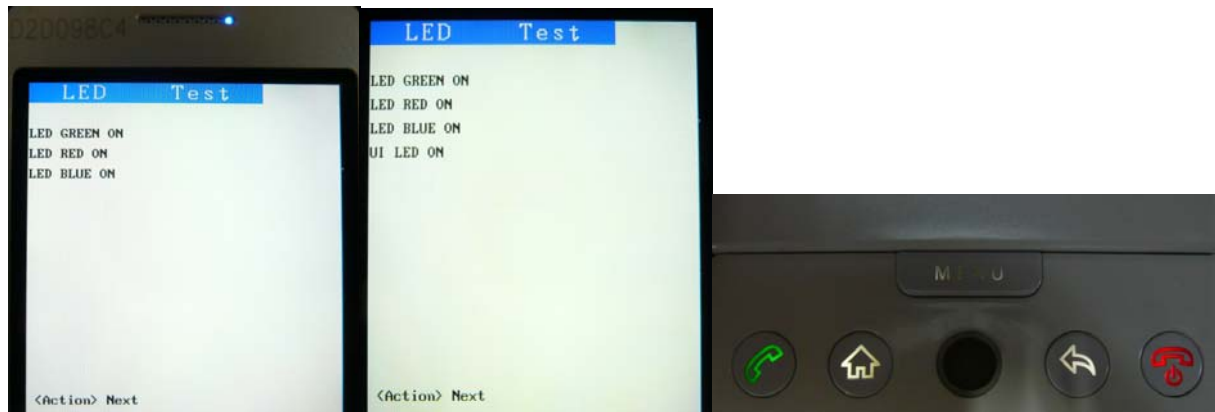 D20098C4
LED Test
LED GREEN ON
LED RED ON
LED BLUE ON
<Action> Next
LED Test
LED GREEN ON
LED RED ON
LED BLUE ON
UI LED ON
<Action> Next
MENU